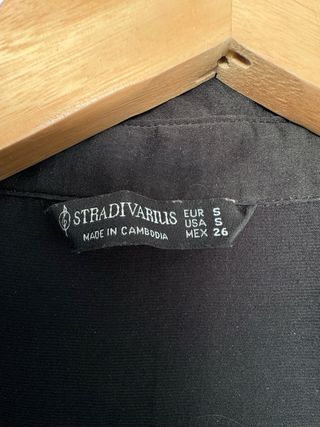 STRADIVARIUS
MADE IN CAMBODIA
EUR S
USA S
MEX 26